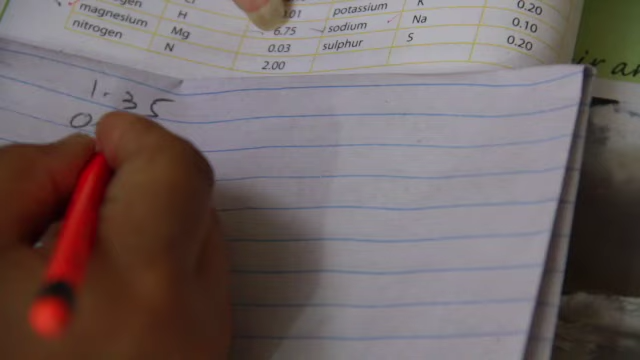 potassium K 0.20
magnesium H 0.01 sodium Na 0.10
nitrogen Mg 6.75 sulphur S 0.20
N 0.03
2.00
1.35
0